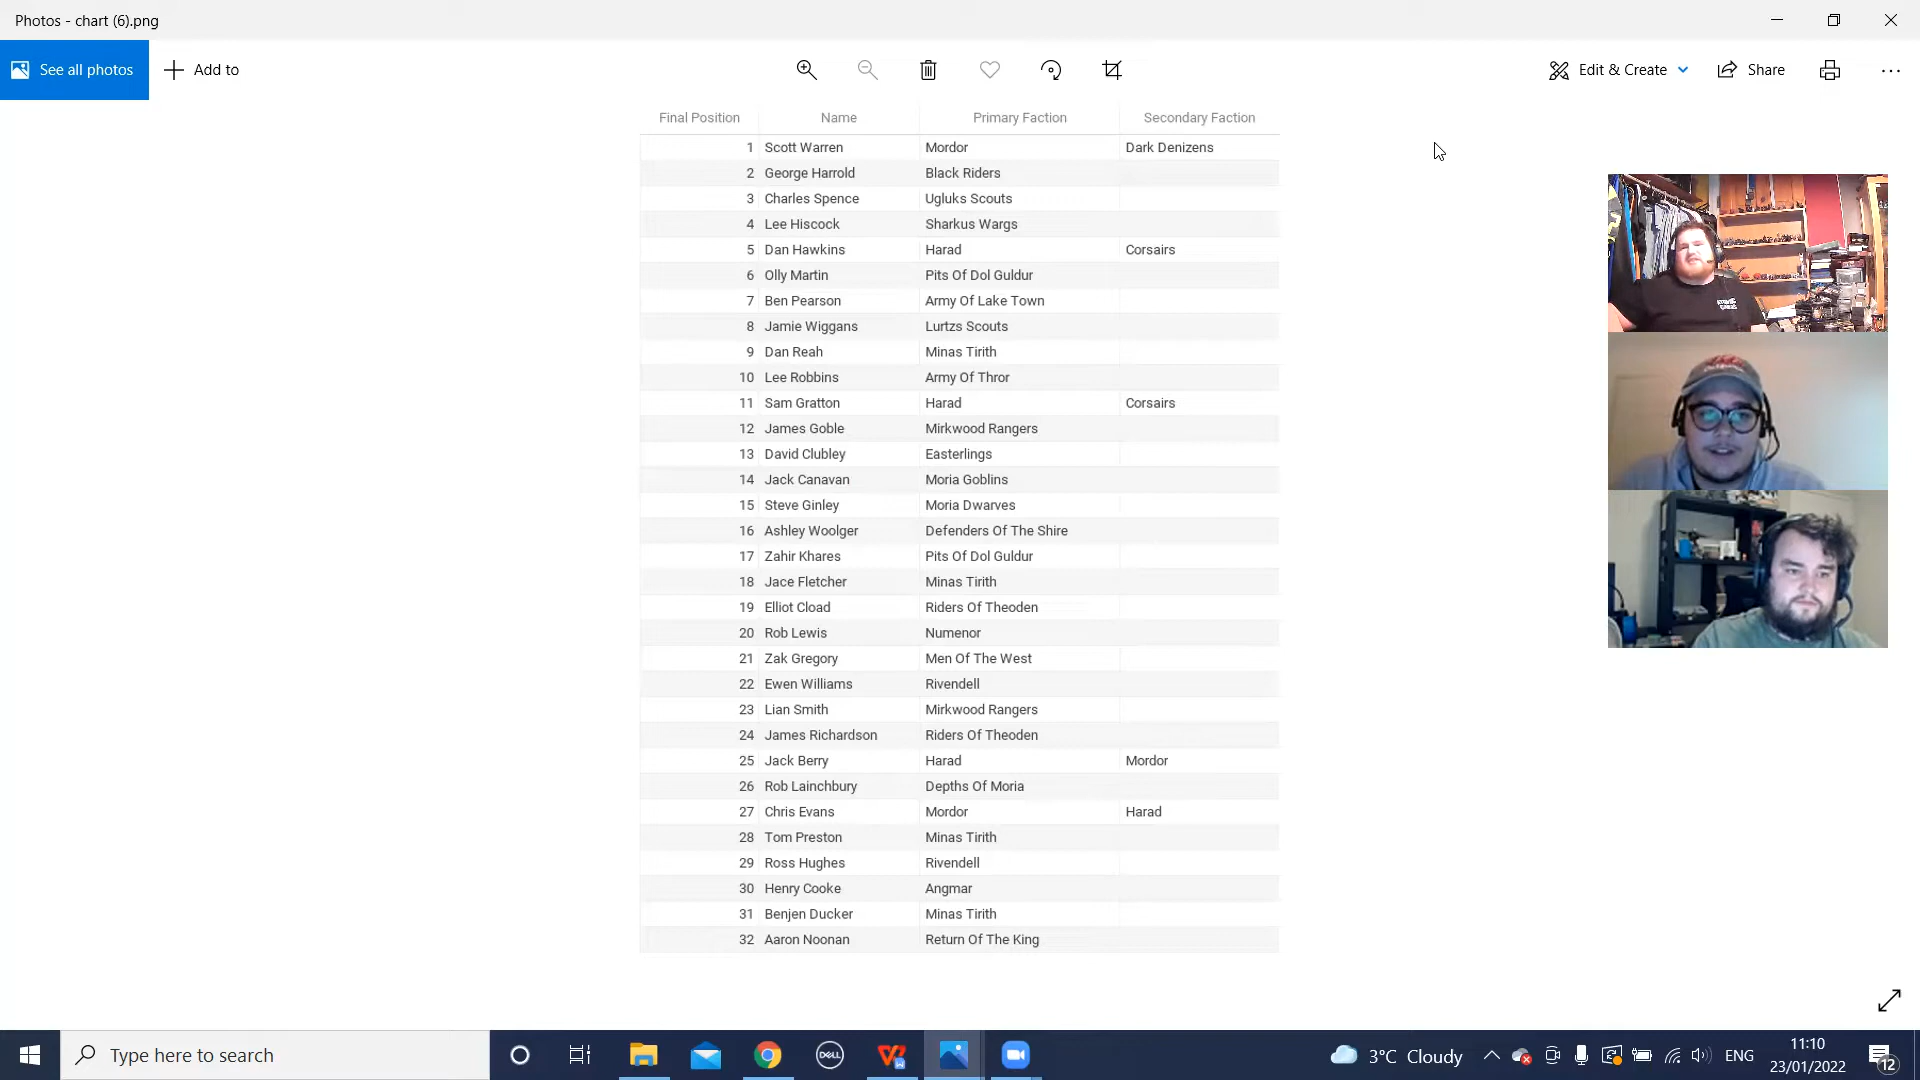 Photos - chart (6).png
See all photos
Add to
Edit & Create
Share
Final Position Name Primary Faction Secondary Faction
1 Scott Warren Mordor Dark Denizens
2 George Harrold Black Riders
3 Charles Spence Ugluks Scouts
4 Lee Hiscock Sharkus Wargs
5 Dan Hawkins Harad Corsairs
6 Olly Martin Pits Of Dol Guldur
7 Ben Pearson Army Of Lake Town
8 Jamie Wiggans Lurtzs Scouts
9 Dan Reah Minas Tirith
10 Lee Robbins Army Of Thror
11 Sam Gratton Harad Corsairs
12 James Goble Mirkwood Rangers
13 David Clubley Easterlings
14 Jack Canavan Moria Goblins
15 Steve Ginley Moria Dwarves
16 Ashley Woolger Defenders Of The Shire
17 Zahir Khares Pits Of Dol Guldur
18 Jace Fletcher Minas Tirith
19 Elliot Cload Riders Of Theoden
20 Rob Lewis Numenor
21 Zak Gregory Men Of The West
22 Ewen Williams Rivendell
23 Lian Smith Mirkwood Rangers
24 James Richardson Riders Of Theoden
25 Jack Berry Harad Mordor
26 Rob Lainchbury Depths Of Moria
27 Chris Evans Mordor Harad
28 Tom Preston Minas Tirith
29 Ross Hughes Rivendell
30 Henry Cooke Angmar
31 Benjen Ducker Minas Tirith
32 Aaron Noonan Return Of The King
Type here to search
DELL
3°C Cloudy
ENG
11:10
23/01/2022
12